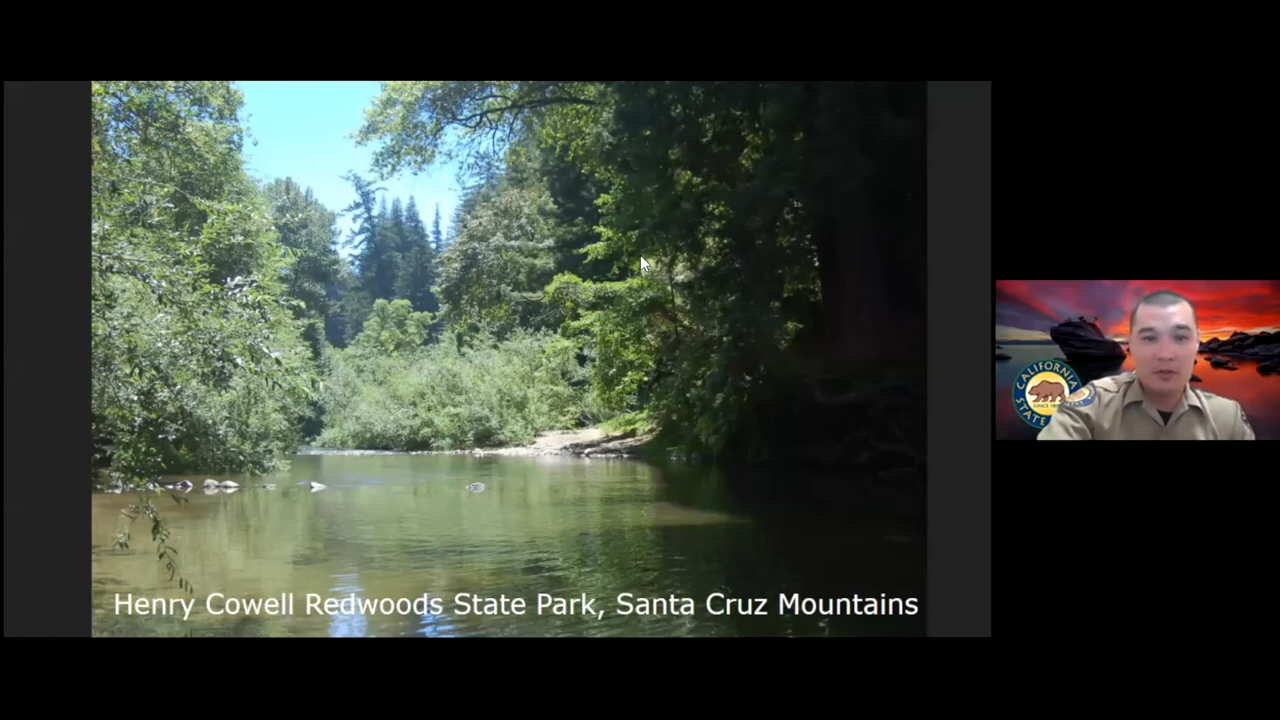 Henry Cowell Redwoods State Park, Santa Cruz Mountains
CALIFORNIA
STATE